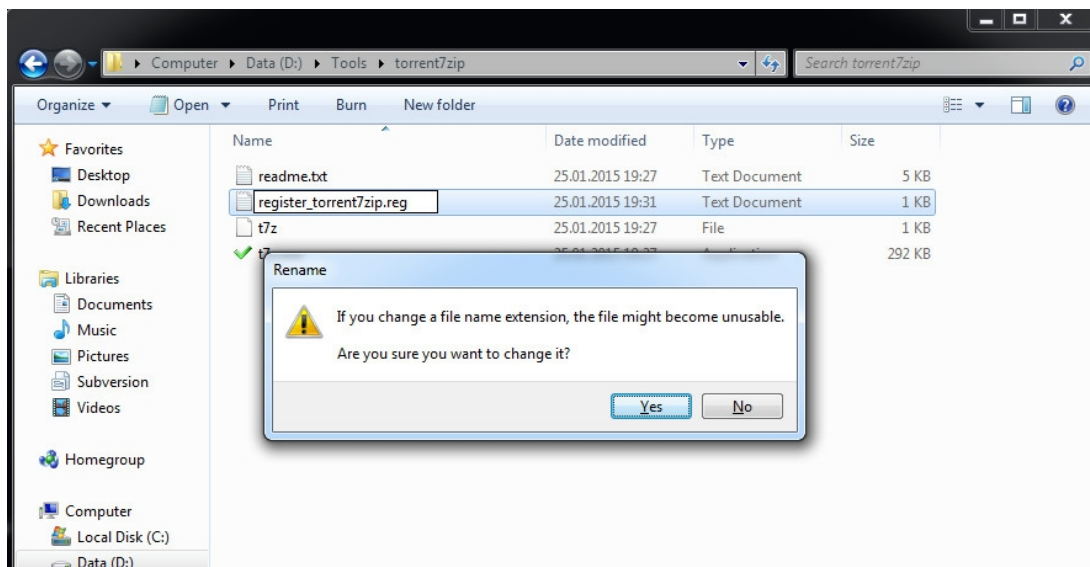 Computer Data (D:) Tools torrent7zip Search torrent7zip
Organize Open Print Burn New folder
Name Date modified Type Size
Favorites
Desktop
Downloads
Recent Places
Libraries
Documents
Music
Pictures
Subversion
Videos
Homegroup
Computer
Local Disk (C:)
Data (D:)
readme.txt 25.01.2015 19:27 Text Document 5 KB
register_torrent7zip.reg 25.01.2015 19:31 Text Document 1 KB
t7z 25.01.2015 19:27 File 1 KB
292 KB
Rename
If you change a file name extension, the file might become unusable.
Are you sure you want to change it?
Yes No